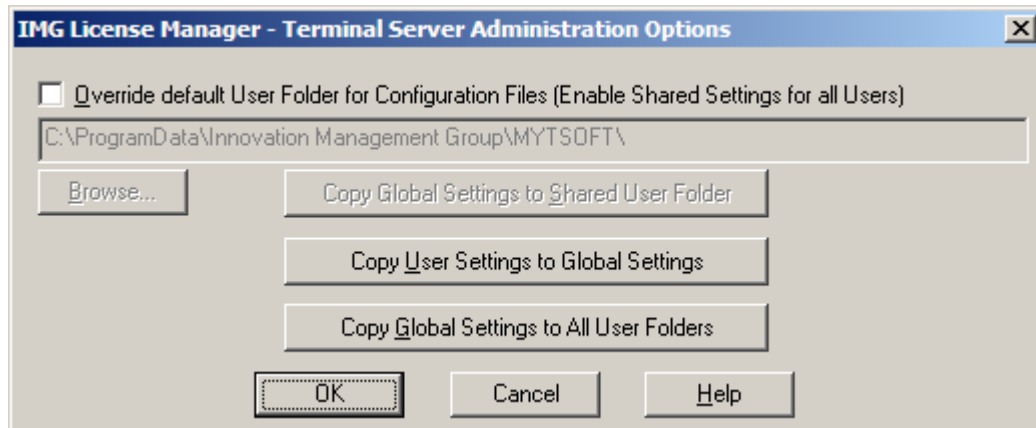 IMG License Manager - Terminal Server Administration Options
Override default User Folder for Configuration Files (Enable Shared Settings for all Users)
C:\ProgramData\Innovation Management Group\MYTSOFT\
Browse... Copy Global Settings to Shared User Folder
Copy User Settings to Global Settings
Copy Global Settings to All User Folders
OK Cancel Help